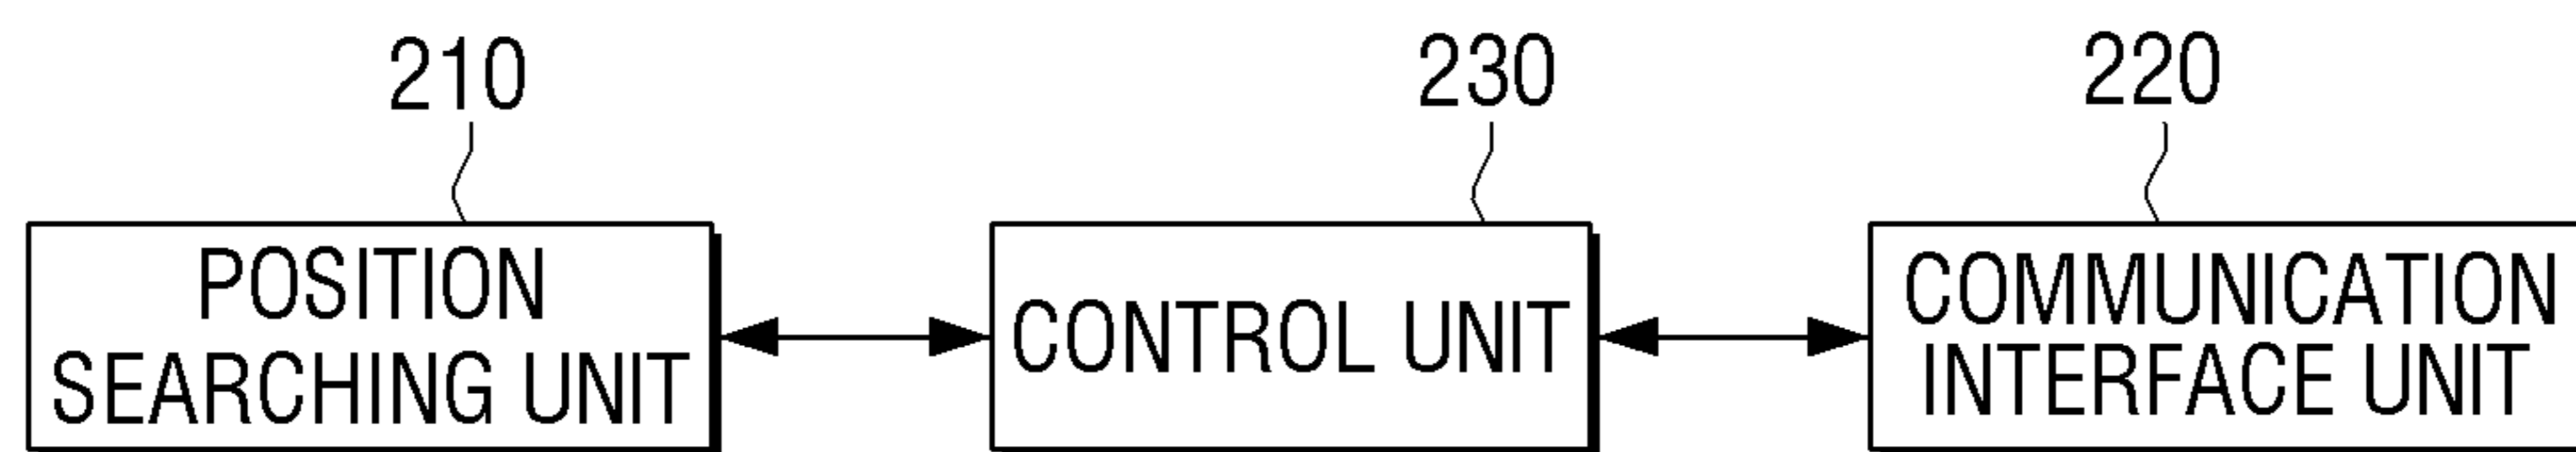 210
230
220
POSITION
SEARCHING UNIT
CONTROL UNIT
COMMUNICATION
INTERFACE UNIT